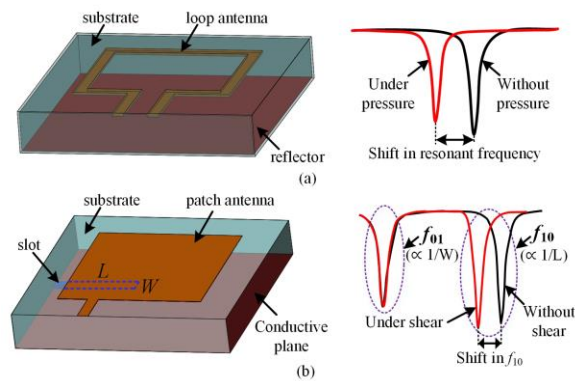 substrate
loop antenna
reflector
(a)
Under
pressure
Without
pressure
Shift in resonant frequency
substrate
patch antenna
slot
L
W
Conductive
plane
(b)
f01
(∝ 1/W)
f10
(∝ 1/L)
Under shear
Without
shear
Shift in f10